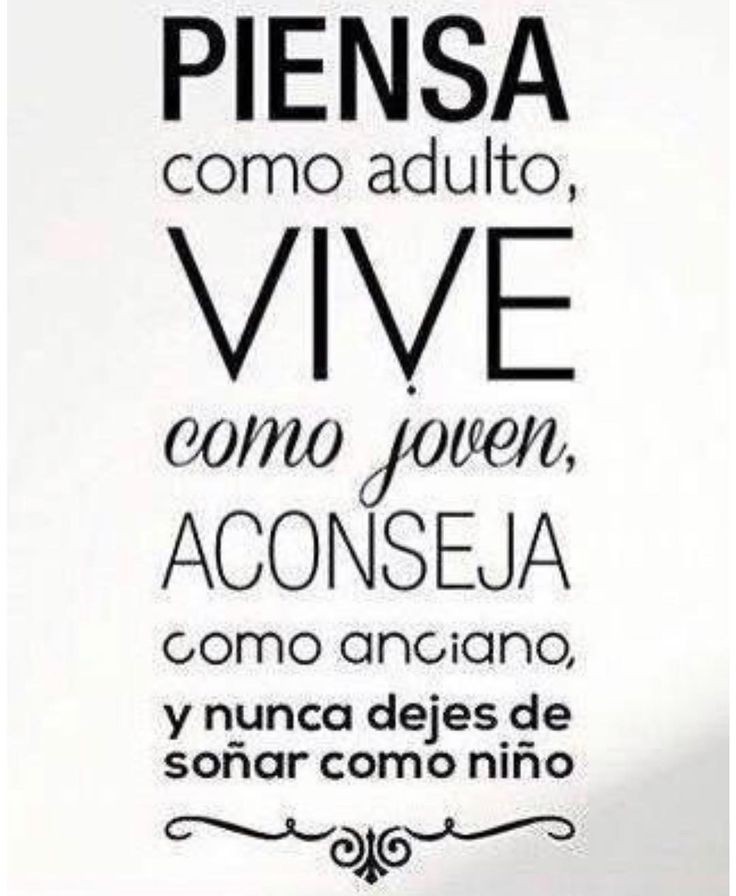 PIENSA
como adulto,
VIVE
como joven,
ACONSEJA
como anciano,
y nunca dejes de
soñar como niño